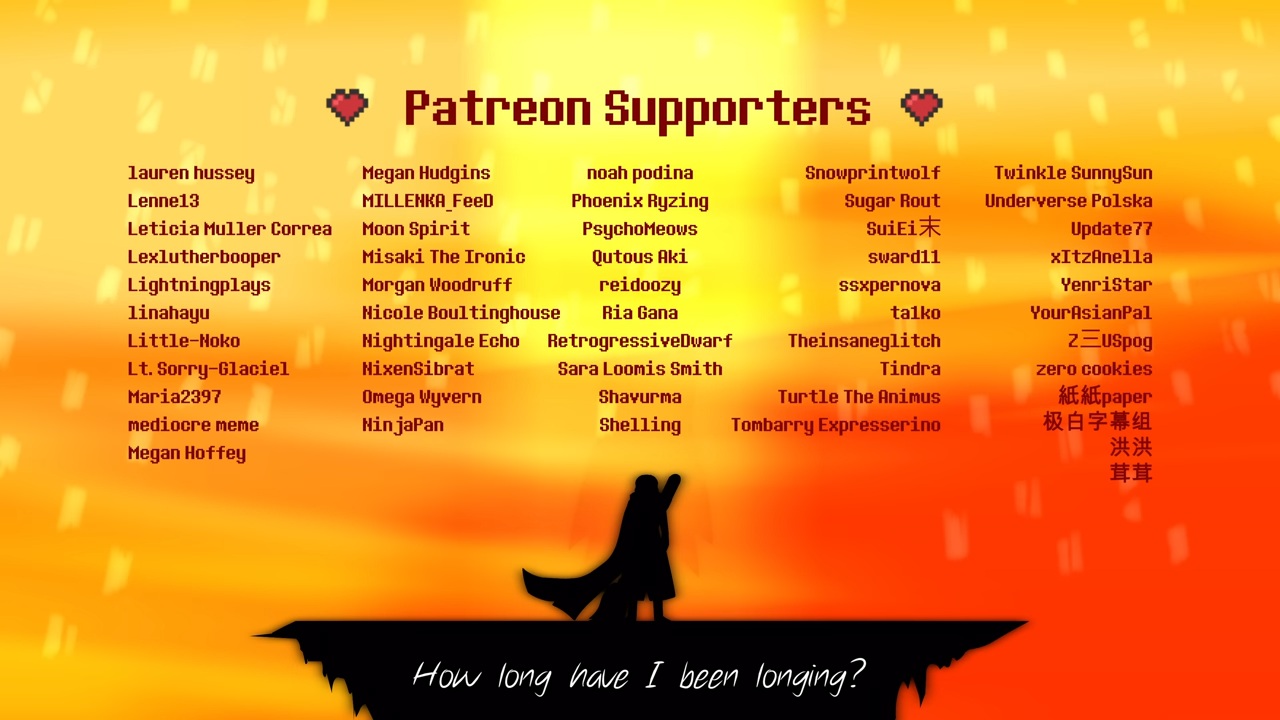 Patreon Supporters
lauren hussey
Lenne13
Leticia Muller Correa
Lexlutherbooper
Lightningplays
linahayu
Little-Noko
Lt. Sorry-Glaciel
Maria2397
mediocre meme
Megan Hoffey
Megan Hudgins
MILLENKA_FeeD
Moon Spirit
Misaki The Ironic
Morgan Woodruff
Nicole Boultinghouse
Nightingale Echo
NixenSibrat
Omega Wyvern
NinjaPan
noah podina
Phoenix Ryzing
PsychoMeows
Qutous Aki
reidoozy
Ria Gana
RetrogressiveDwarf
Sara Loomis Smith
Shavurma
Shelling
Snowprintwolf
Sugar Rout
SuiEi末
sward11
ssxpernova
ta1ko
Theinsaneglitch
Tindra
Turtle The Animus
Tombarry Expresserino
Twinkle SunnySun
Underverse Polska
Update77
xItzAnella
YenriStar
YourAsianPal
Z三USpog
zero cookies
紙紙paper
极白字幕组
洪洪
茸茸
How long have I been longing?